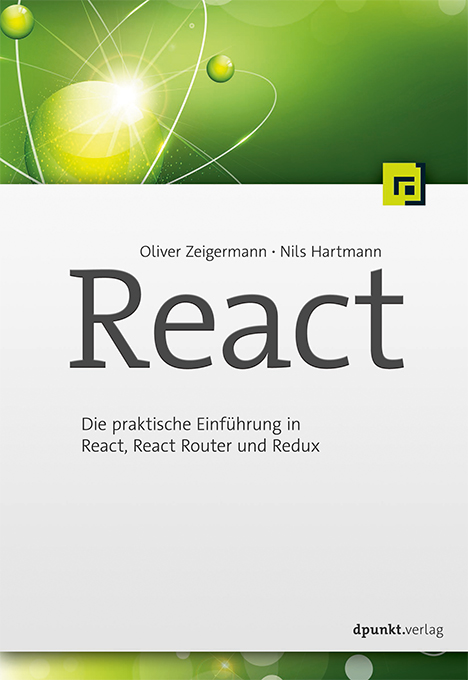 Oliver Zeigermann · Nils Hartmann
React
Die praktische Einführung in
React, React Router und Redux
dpunkt.verlag